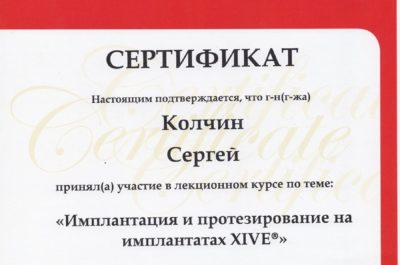 СЕРТИФИКАТ
Настоящим подтверждается, что г-н(г-жа)
Колчин
Сергей
принял(а) участие в лекционном курсе по теме:
«Имплантация и протезирование на
имплантатах XIVE®»